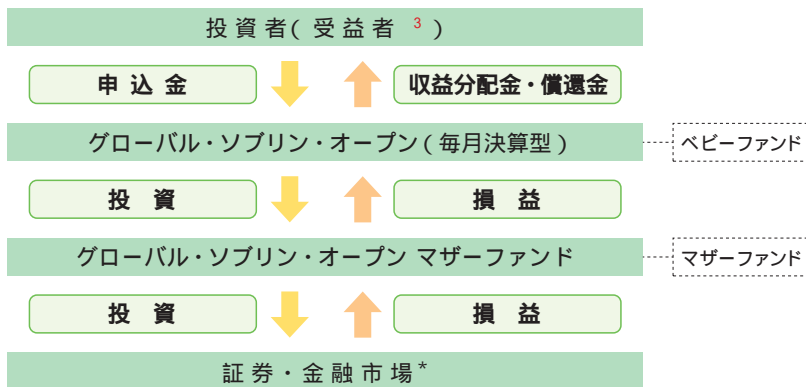 投資者(受益者 3 )
申込金
収益分配金・償還金
グローバル・ソブリン・オープン(毎月決算型)
ベビーファンド
投資
損益
グローバル・ソブリン・オープン マザーファンド
マザーファンド
投資
損益
証券・金融市場*